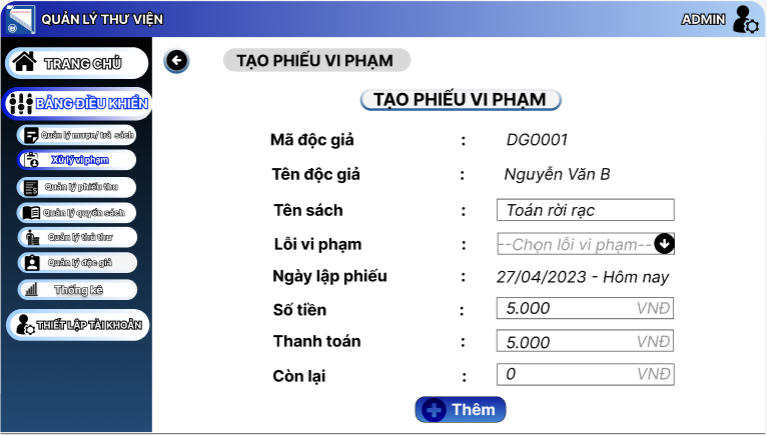 QUẢN LÝ THƯ VIỆN
ADMIN
TRANG CHỦ
BẢNG ĐIỀU KHIỂN
Quản lý mượn/ trả sách
Xử lý vi phạm
Quản lý phiếu thu
Quản lý quyển sách
Quản lý thủ thư
Quản lý độc giả
Thống kê
THIẾT LẬP TÀI KHOẢN
TẠO PHIẾU VI PHẠM
TẠO PHIẾU VI PHẠM
Mã độc giả : DG0001
Tên độc giả : Nguyễn Văn B
Tên sách : Toán rời rạc
Lỗi vi phạm : --Chọn lỗi vi phạm--
Ngày lập phiếu : 27/04/2023 - Hôm nay
Số tiền : 5.000 VNĐ
Thanh toán : 5.000 VNĐ
Còn lại : 0 VNĐ
Thêm